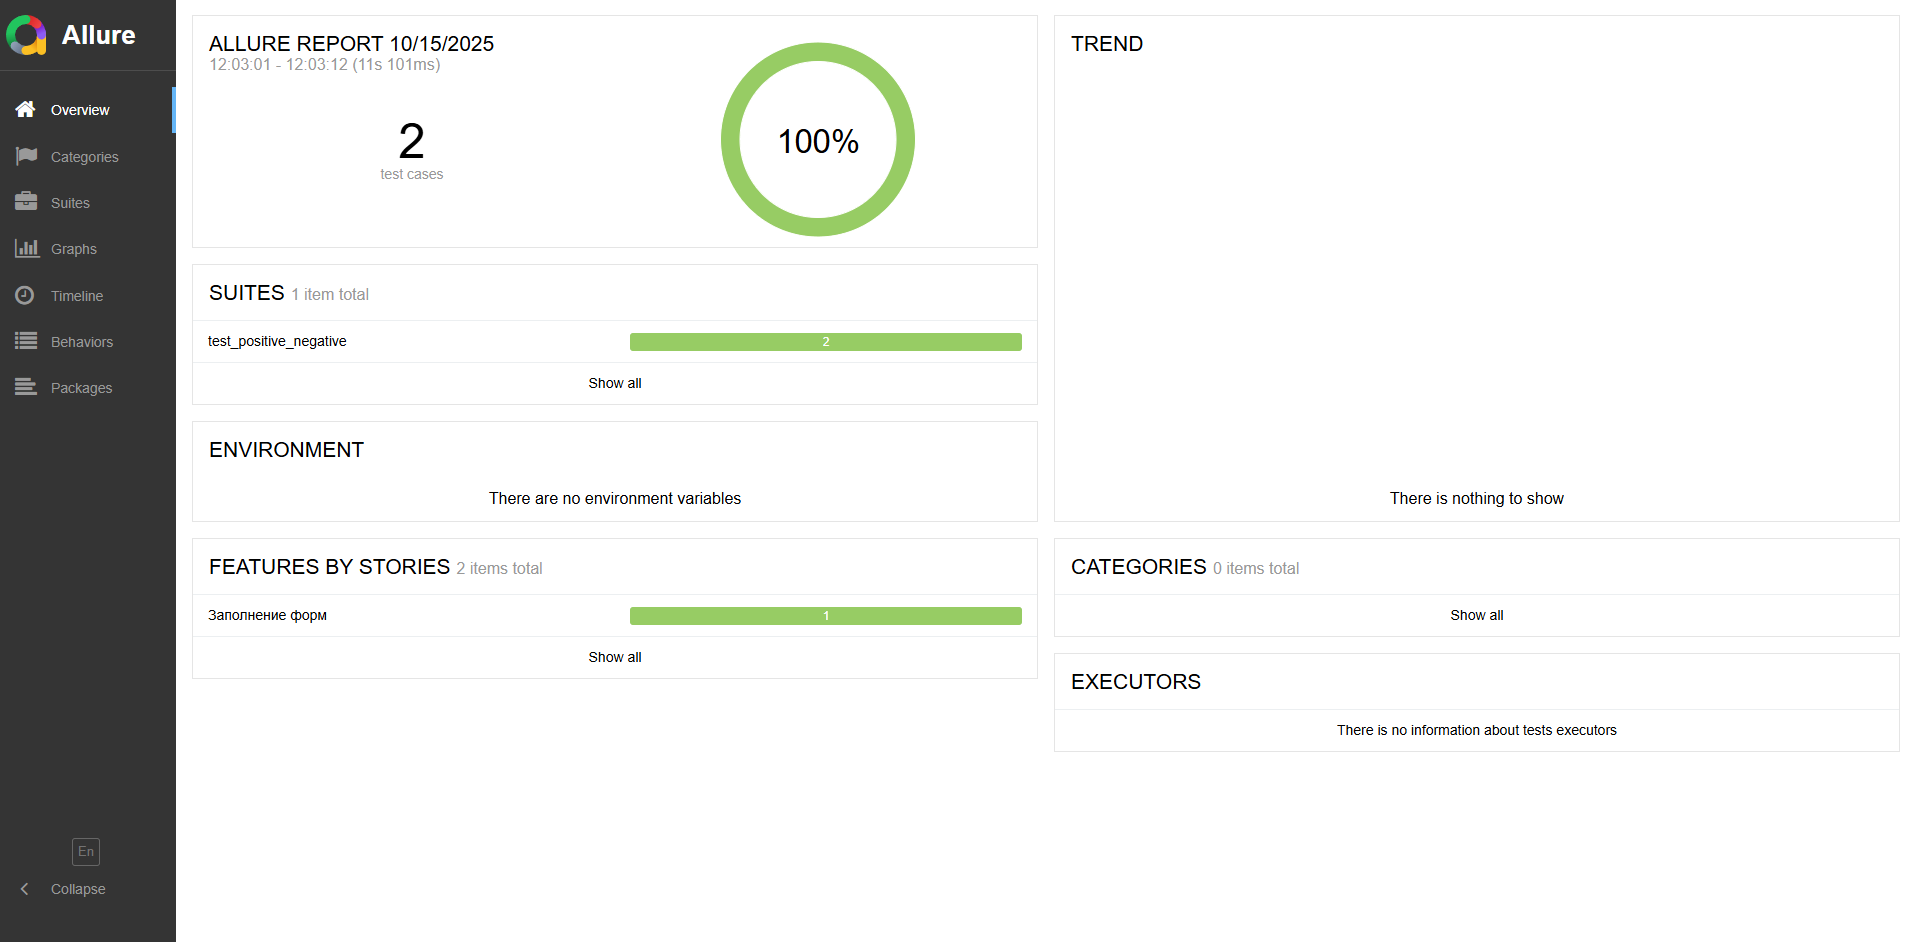 Allure
Overview
Categories
Suites
Graphs
Timeline
Behaviors
Packages
En
Collapse
ALLURE REPORT 10/15/2025
12:03:01 - 12:03:12 (11s 101ms)
2
test cases
100%
SUITES 1 item total
test_positive_negative 2
Show all
ENVIRONMENT
There are no environment variables
FEATURES BY STORIES 2 items total
Заполнение форм 1
Show all
TREND
There is nothing to show
CATEGORIES 0 items total
Show all
EXECUTORS
There is no information about tests executors